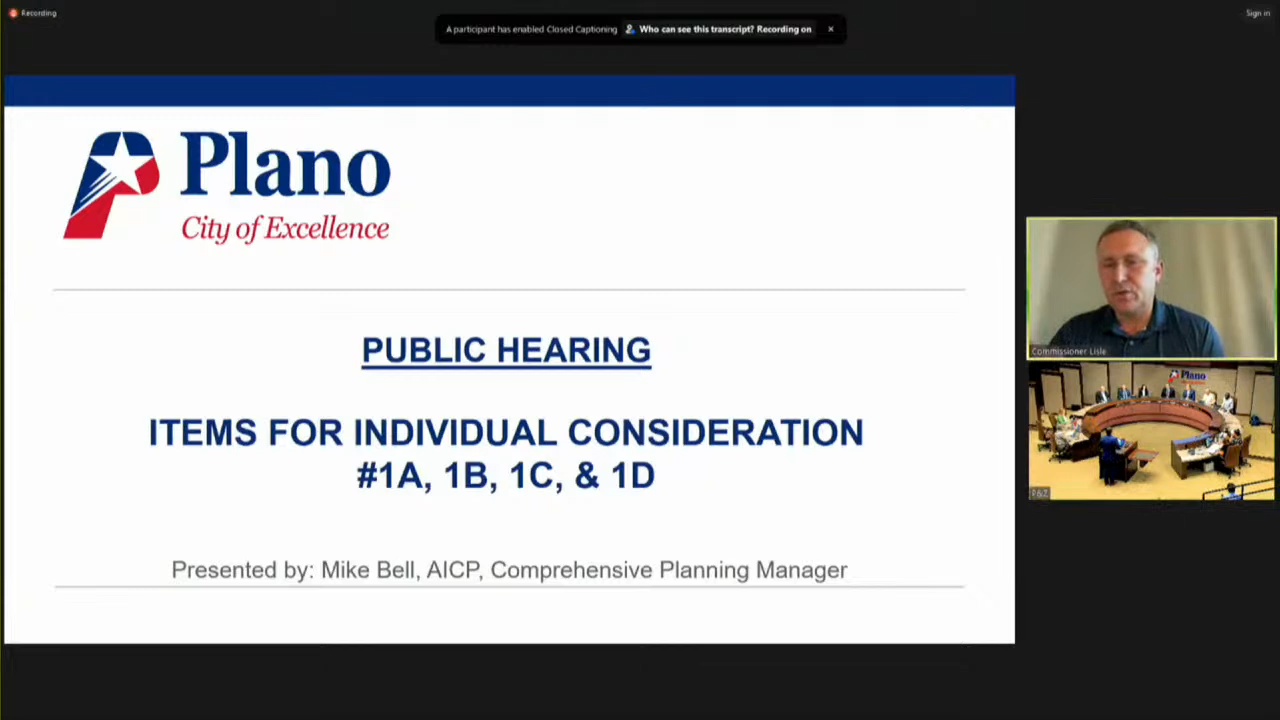 Recording
A participant has enabled Closed Captioning Who can see this transcript? Recording on
Sign in
Plano
City of Excellence
PUBLIC HEARING
ITEMS FOR INDIVIDUAL CONSIDERATION
#1A, 1B, 1C, & 1D
Presented by: Mike Bell, AICP, Comprehensive Planning Manager
Commissioner Lisle
Plano
P&Z